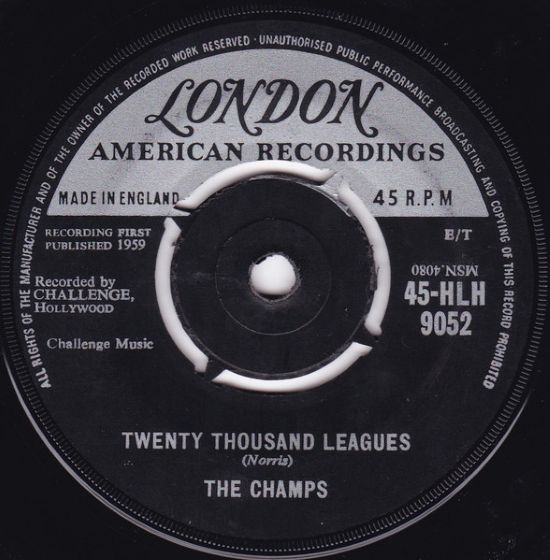 ALL RIGHTS OF THE MANUFACTURER AND OF THE OWNER OF THE RECORDED WORK RESERVED · UNAUTHORISED PUBLIC PERFORMANCE BROADCASTING AND COPYING OF THIS RECORD PROHIBITED
LONDON
AMERICAN RECORDINGS
MADE IN ENGLAND
45 R.P.M
RECORDING FIRST
PUBLISHED 1959
E/T
MSN.4080
Recorded by
CHALLENGE,
HOLLYWOOD
45-HLH
9052
Challenge Music
TWENTY THOUSAND LEAGUES
(Norris)
THE CHAMPS